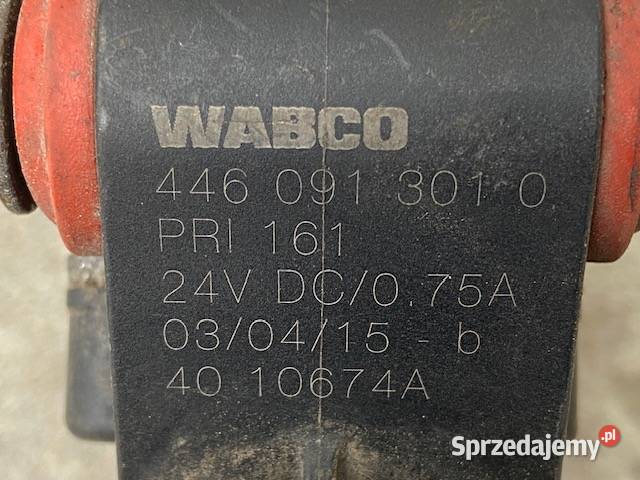 WABCO
446 091 301 0
PRI 161
24V DC/0.75A
03/04/15 - b
40 10674A
Sprzedajemy.pl